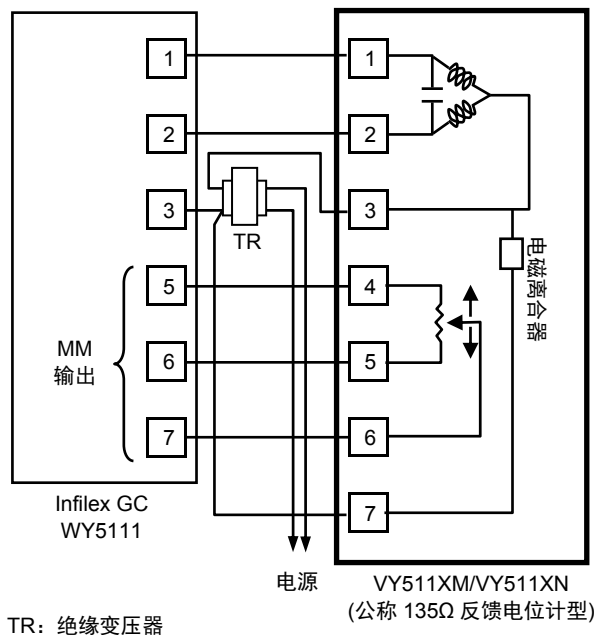 1
1
2
2
3
TR
3
5
4
MM
输出
6
5
7
6
7
电磁离合器
Infilex GC
WY5111
电源
VY511XM/VY511XN
(公称 135Ω 反馈电位计型)
TR：绝缘变压器